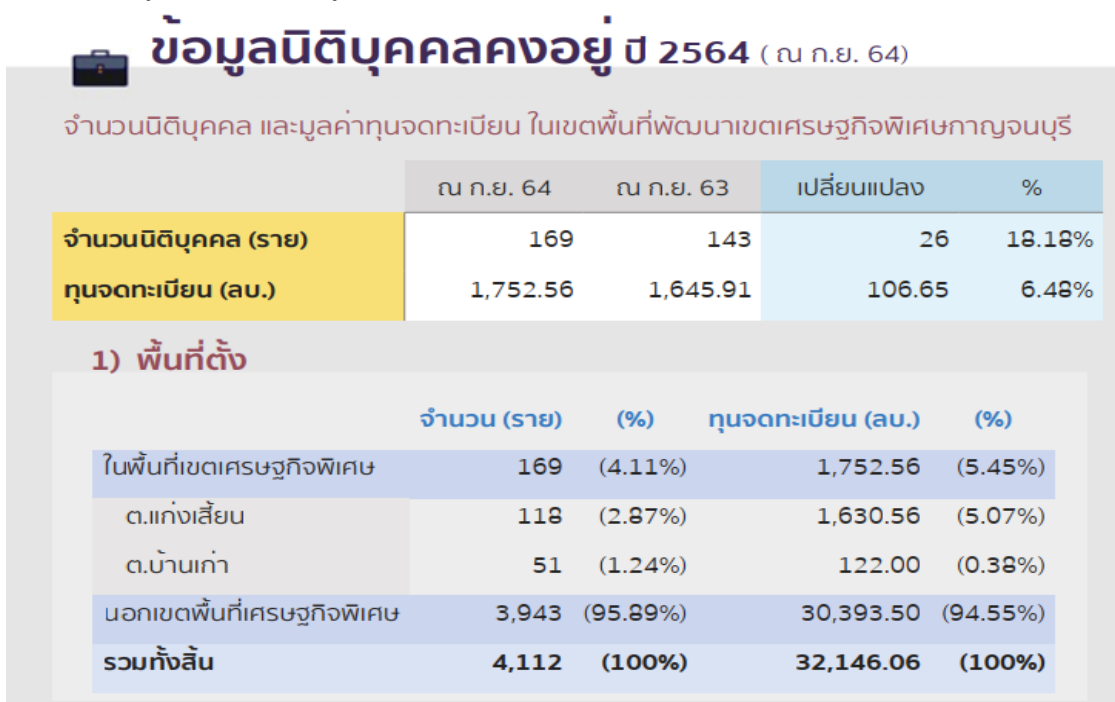 ข้อมูลนิติบุคคลคงอยู่ ปี 2564 ( ณ ก.ย. 64)
จำนวนนิติบุคคล และมูลค่าทุนจดทะเบียน ในเขตพื้นที่พัฒนาเขตเศรษฐกิจพิเศษกาญจนบุรี
ณ ก.ย. 64 ณ ก.ย. 63 เปลี่ยนแปลง %
จำนวนนิติบุคคล (ราย) 169 143 26 18.18%
ทุนจดทะเบียน (ลบ.) 1,752.56 1,645.91 106.65 6.48%
1) พื้นที่ตั้ง
จำนวน (ราย) (%) ทุนจดทะเบียน (ลบ.) (%)
ในพื้นที่เขตเศรษฐกิจพิเศษ 169 (4.11%) 1,752.56 (5.45%)
ต.แก่งเสี้ยน 118 (2.87%) 1,630.56 (5.07%)
ต.บ้านเก่า 51 (1.24%) 122.00 (0.38%)
นอกเขตพื้นที่เศรษฐกิจพิเศษ 3,943 (95.89%) 30,393.50 (94.55%)
รวมทั้งสิ้น 4,112 (100%) 32,146.06 (100%)